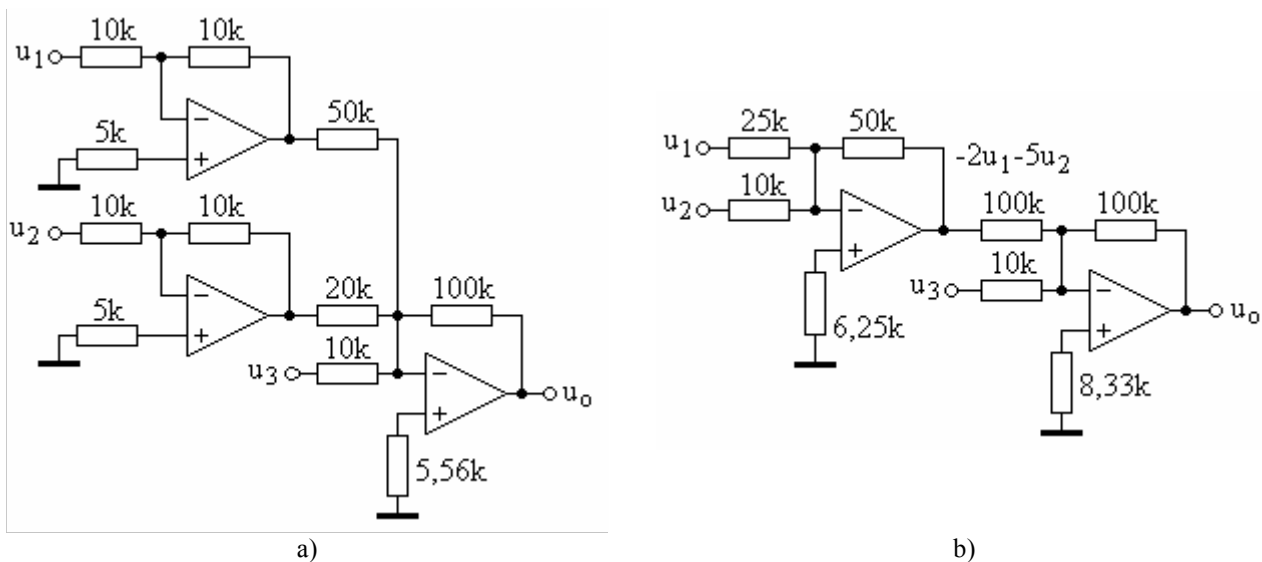 10k 10k
u1
50k
5k
− +
10k 10k
u2
20k 100k
5k
− +
10k
u3
− +
uo
5,56k
a)
25k 50k
u1
-2u1-5u2
10k
u2
− +
100k 100k
10k
u3
6,25k
− +
uo
8,33k
b)